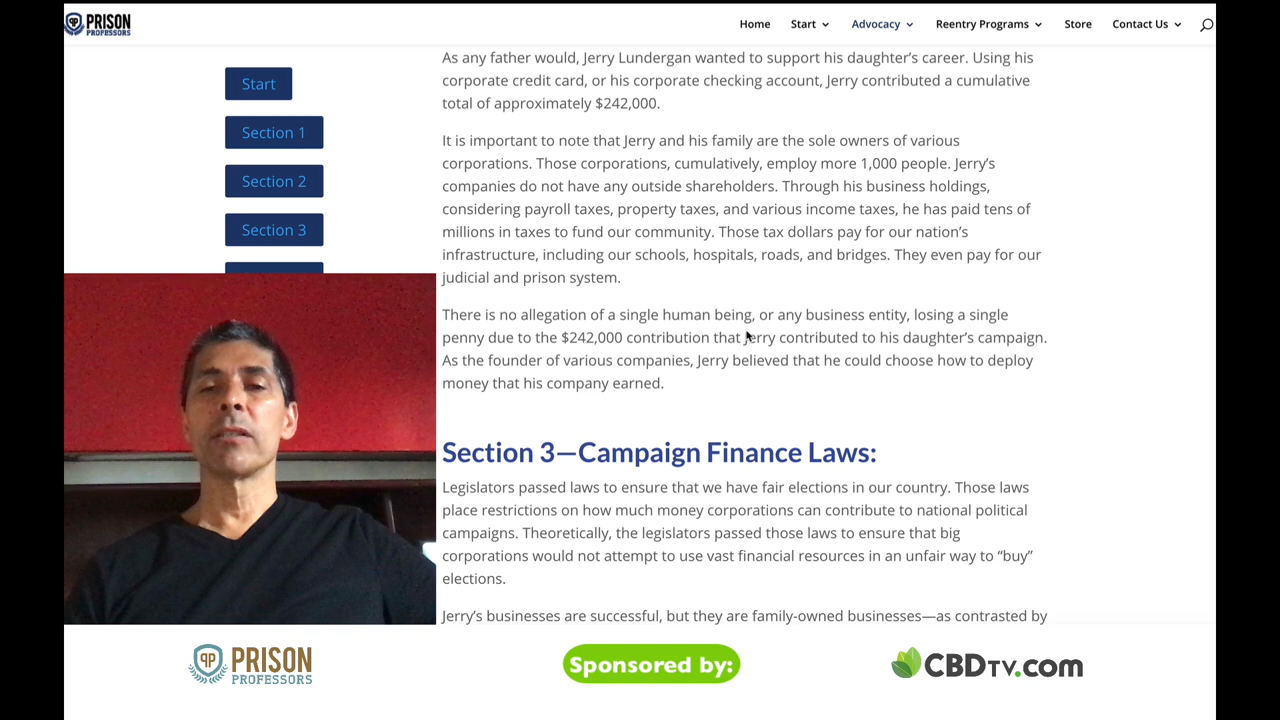 PRISON
PROFESSORS
Home
Start
Advocacy
Reentry Programs
Store
Contact Us
Start
Section 1
Section 2
Section 3
As any father would, Jerry Lundergan wanted to support his daughter’s career. Using his
corporate credit card, or his corporate checking account, Jerry contributed a cumulative
total of approximately $242,000.
It is important to note that Jerry and his family are the sole owners of various
corporations. Those corporations, cumulatively, employ more 1,000 people. Jerry’s
companies do not have any outside shareholders. Through his business holdings,
considering payroll taxes, property taxes, and various income taxes, he has paid tens of
millions in taxes to fund our community. Those tax dollars pay for our nation’s
infrastructure, including our schools, hospitals, roads, and bridges. They even pay for our
judicial and prison system.
There is no allegation of a single human being, or any business entity, losing a single
penny due to the $242,000 contribution that Jerry contributed to his daughter’s campaign.
As the founder of various companies, Jerry believed that he could choose how to deploy
money that his company earned.
Section 3—Campaign Finance Laws:
Legislators passed laws to ensure that we have fair elections in our country. Those laws
place restrictions on how much money corporations can contribute to national political
campaigns. Theoretically, the legislators passed those laws to ensure that big
corporations would not attempt to use vast financial resources in an unfair way to “buy”
elections.
Jerry’s businesses are successful, but they are family-owned businesses—as contrasted by
PRISON
PROFESSORS
Sponsored by:
CBDTV.com